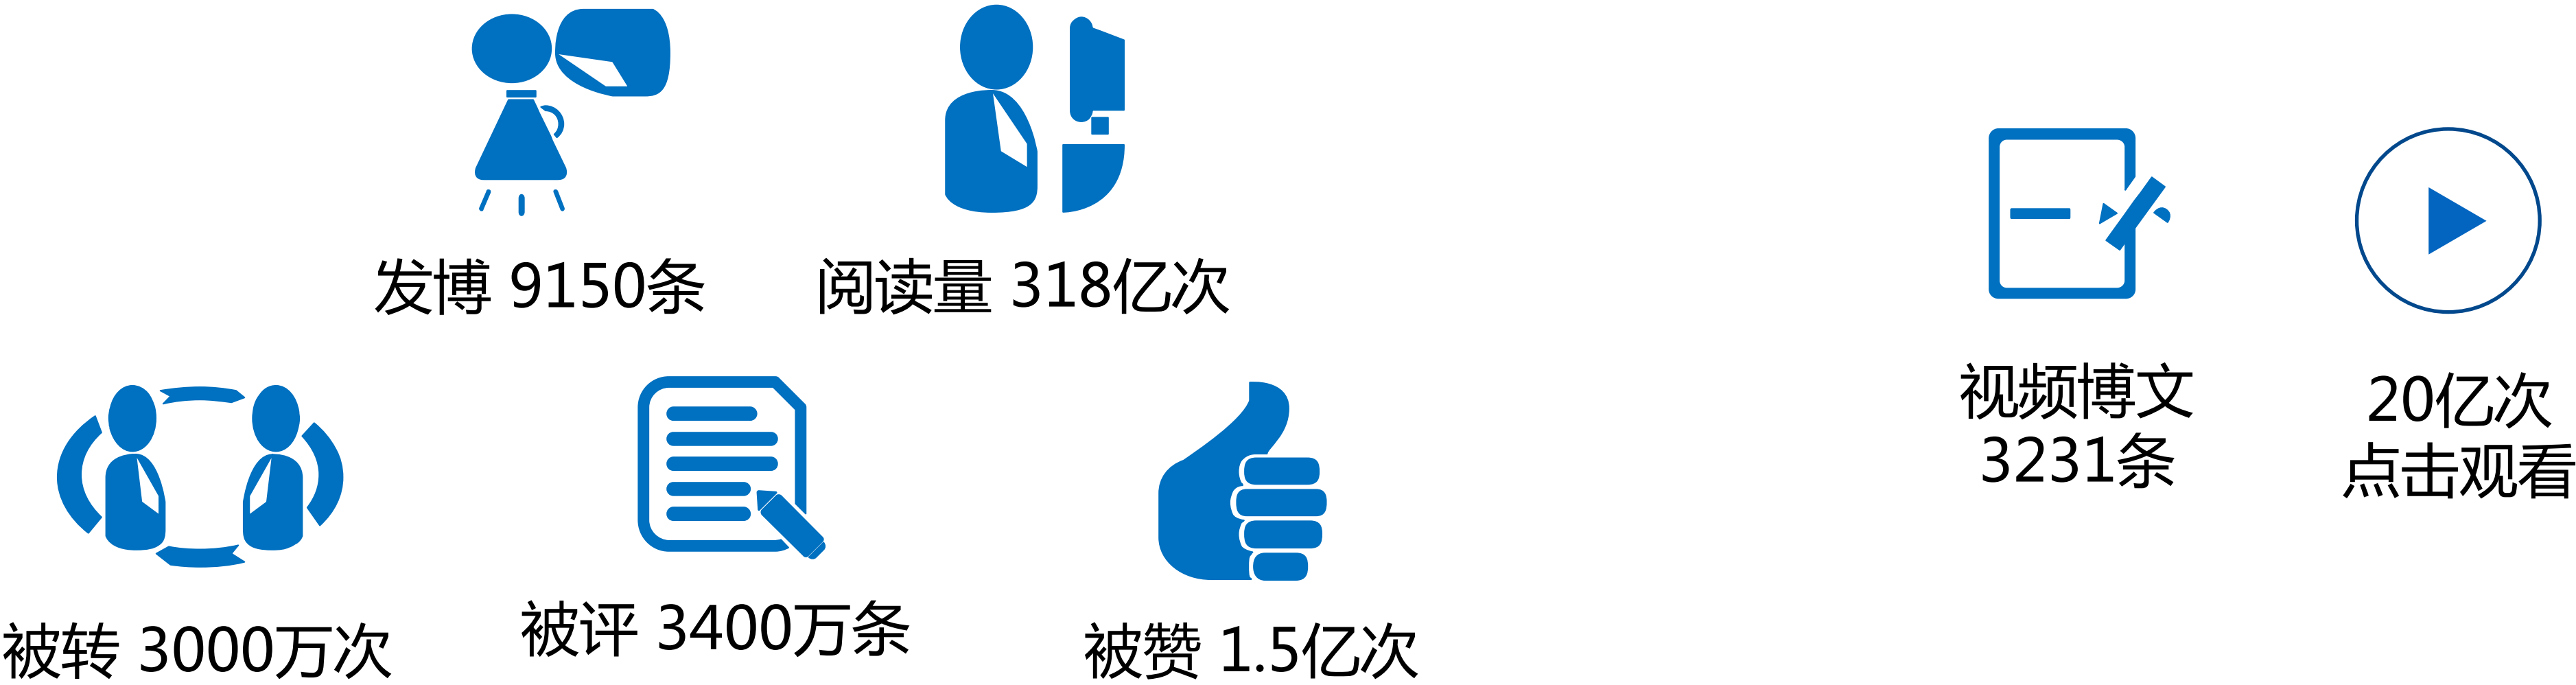 发博 9150条
阅读量 318亿次
被转 3000万次
被评 3400万条
被赞 1.5亿次
视频博文
3231条
20亿次
点击观看